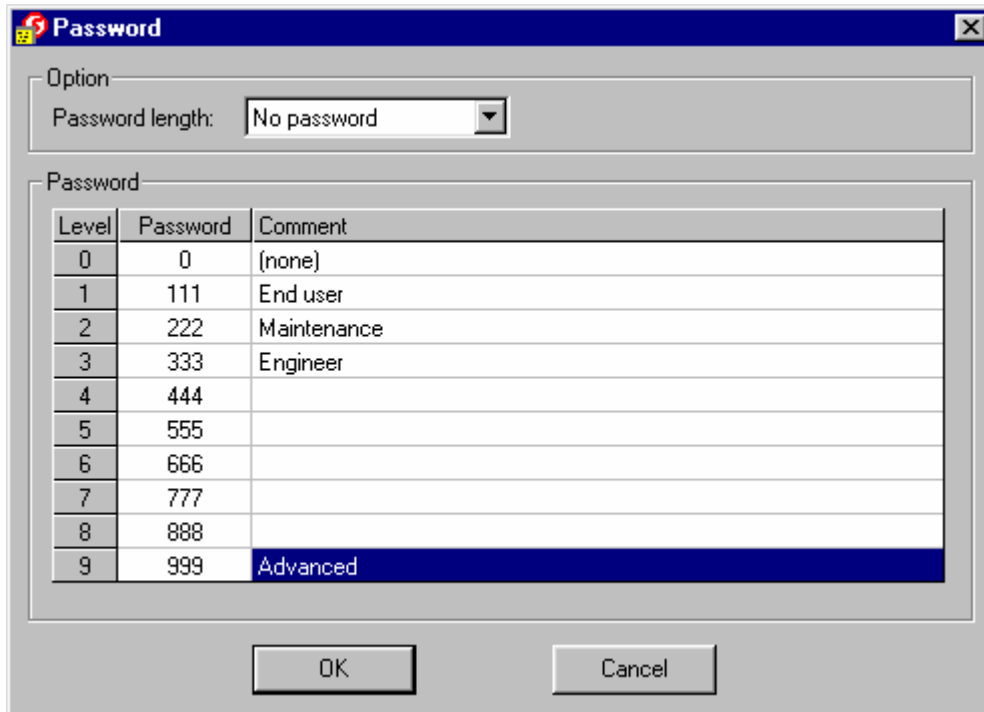 Password
Option
Password length: No password
Password
Level Password Comment
0 0 (none)
1 111 End user
2 222 Maintenance
3 333 Engineer
4 444
5 555
6 666
7 777
8 888
9 999 Advanced
OK Cancel